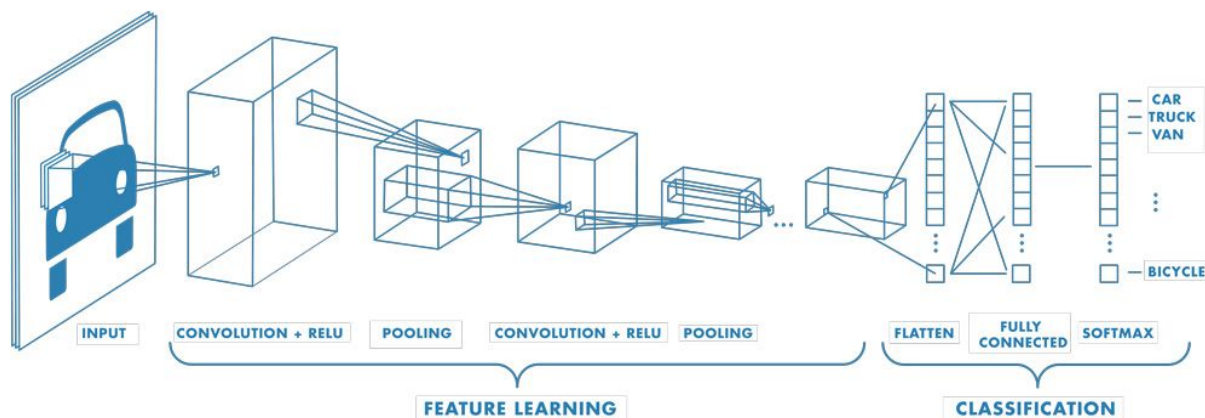 CAR
TRUCK
VAN
BICYCLE
INPUT
CONVOLUTION + RELU
POOLING
CONVOLUTION + RELU
POOLING
FLATTEN
FULLY
CONNECTED
SOFTMAX
FEATURE LEARNING
CLASSIFICATION